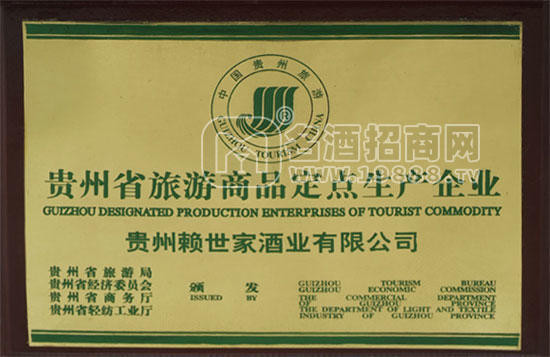 中国贵州旅游
®
GUIZHOU TOURISM CHINA
名酒招商网
www.19888.tv
贵州省旅游商品定点生产企业
GUIZHOU DESIGNATED PRODUCTION ENTERPRISES OF TOURIST COMMODITY
贵州赖世家酒业有限公司
贵州省旅游局
贵州省经济委员会
贵州省商务厅
贵州省轻纺工业厅
颁 发
ISSUED BY
GUIZHOU TOURISM BUREAU
GUIZHOU ECONOMIC COMMISSION
THE COMMERCIAL DEPARTMENT
OF GUIZHOU PROVINCE
THE DEPARTMENT OF LIGHT AND TEXTILE
INDUSTRY OF GUIZHOU PROVINCE